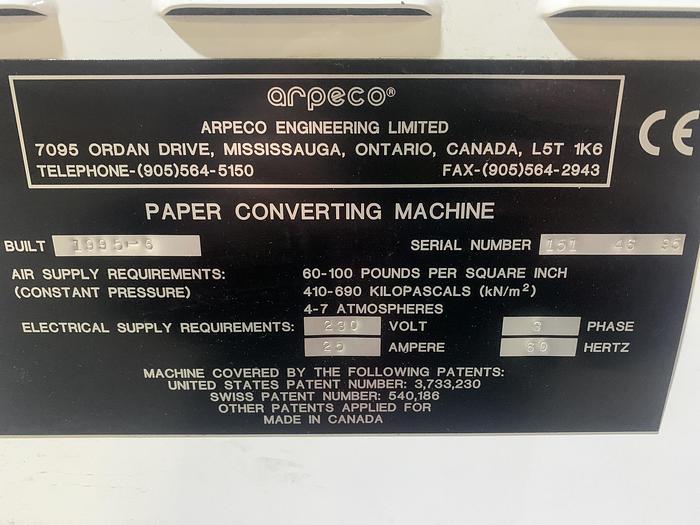 arpeco®
ARPECO ENGINEERING LIMITED
7095 ORDAN DRIVE, MISSISSAUGA, ONTARIO, CANADA, L5T 1K6
TELEPHONE-(905)564-5150 FAX-(905)564-2943
CE
PAPER CONVERTING MACHINE
BUILT 1995-6 SERIAL NUMBER 151 46 95
AIR SUPPLY REQUIREMENTS: 60-100 POUNDS PER SQUARE INCH
(CONSTANT PRESSURE) 410-690 KILOPASCALS (kN/m²)
4-7 ATMOSPHERES
ELECTRICAL SUPPLY REQUIREMENTS: 230 VOLT 3 PHASE
25 AMPERE 60 HERTZ
MACHINE COVERED BY THE FOLLOWING PATENTS:
UNITED STATES PATENT NUMBER: 3,733,230
SWISS PATENT NUMBER: 540,186
OTHER PATENTS APPLIED FOR
MADE IN CANADA